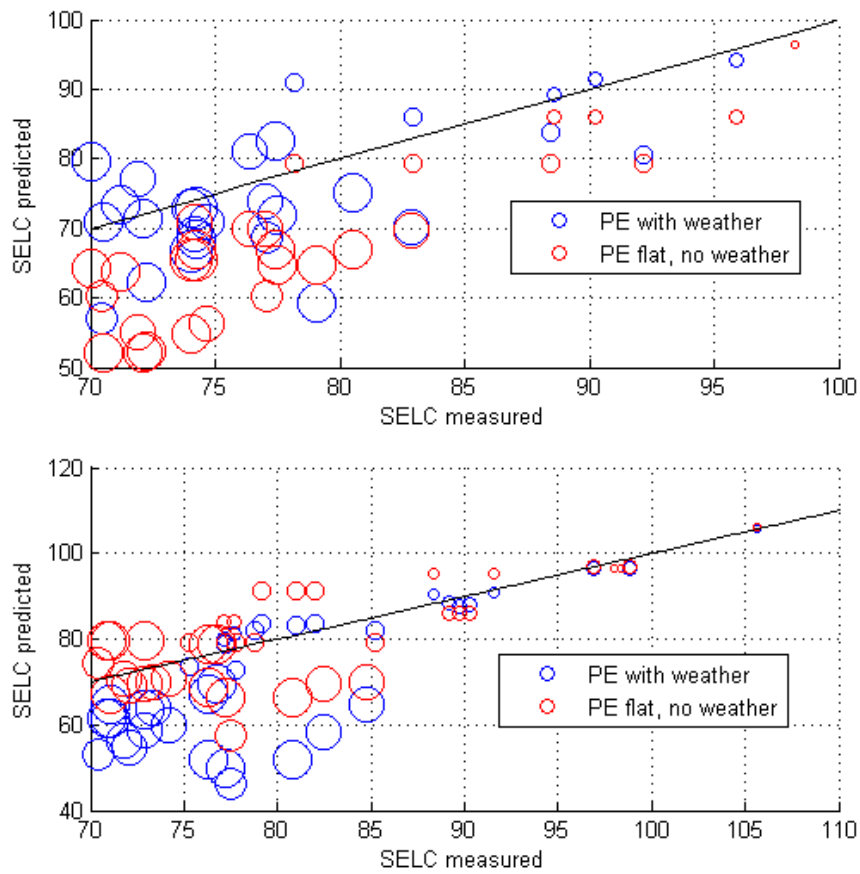 100
90
80
70
60
50
SELC predicted
PE with weather
PE flat, no weather
70 75 80 85 90 95 100
SELC measured
120
100
80
60
40
SELC predicted
PE with weather
PE flat, no weather
70 75 80 85 90 95 100 105 110
SELC measured